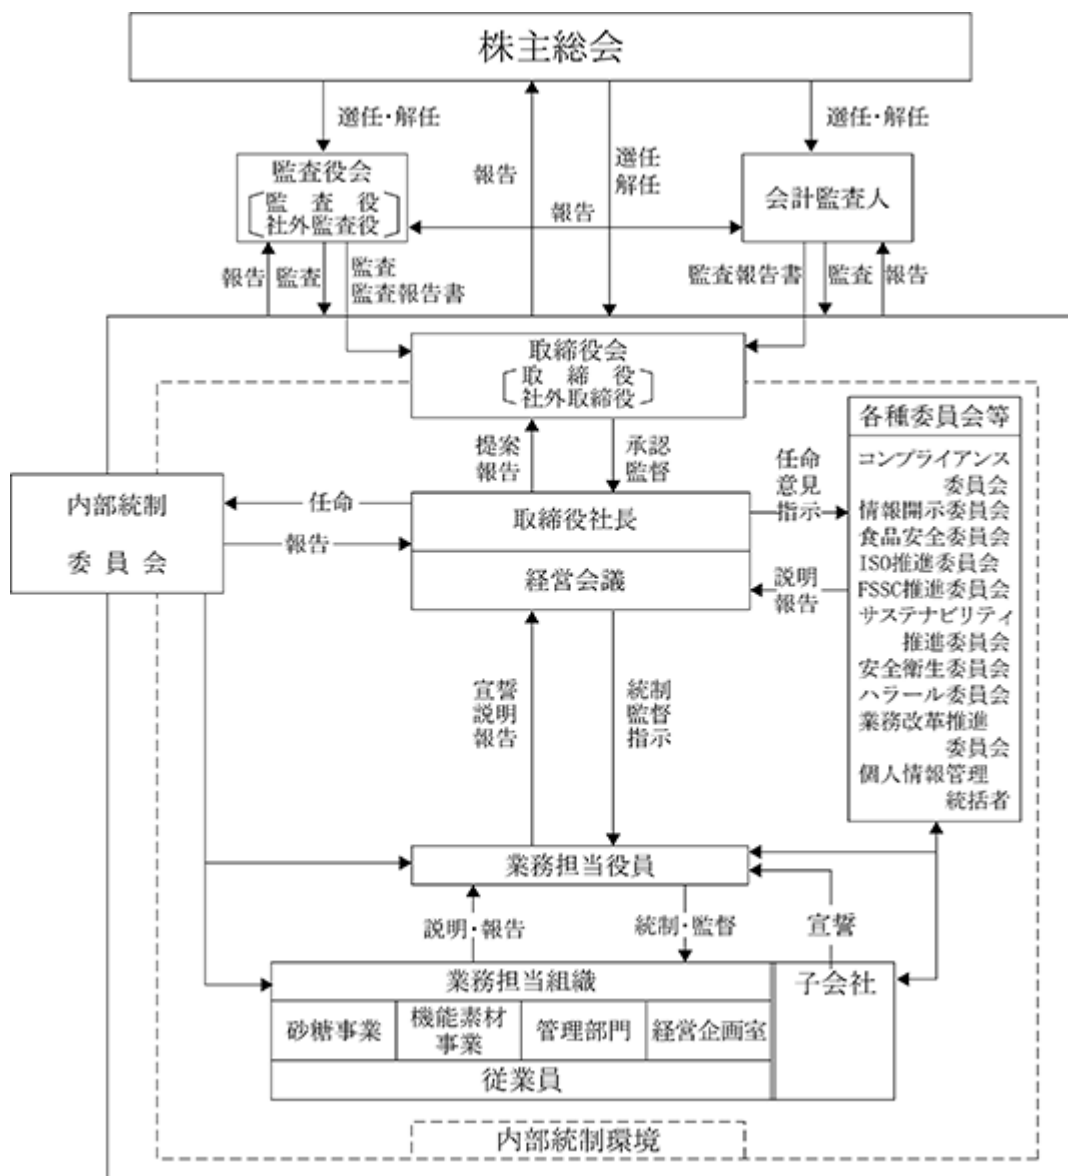 株主総会
選任・解任
選任・解任
選任
解任
報告
監査役会
監査役
社外監査役
会計監査人
報告
報告
監査
監査
監査報告書
監査報告書
監査
報告
取締役会
取締役
社外取締役
提案
報告
承認
監督
任命
意見
指示
各種委員会等
コンプライアンス
委員会
情報開示委員会
食品安全委員会
ISO推進委員会
FSSC推進委員会
サステナビリティ
推進委員会
安全衛生委員会
ハラール委員会
業務改革推進
委員会
個人情報管理
統括者
内部統制
委員会
任命
報告
取締役社長
経営会議
説明
報告
宣誓
説明
報告
統制
監督
指示
業務担当役員
説明・報告
統制・監督
宣誓
業務担当組織
子会社
砂糖事業
機能素材
事業
管理部門
経営企画室
従業員
内部統制環境